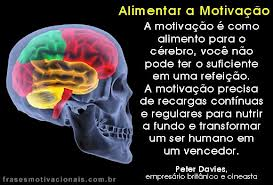 Alimentar a Motivação
A motivação é como
alimento para o
cérebro, você não
pode ter o suficiente
em uma refeição.
A motivação precisa
de recargas contínuas
e regulares para nutrir
a fundo e transformar
um ser humano em
um vencedor.
Peter Davies,
empresário britânico e cineasta
frasesmotivacionais.com.br